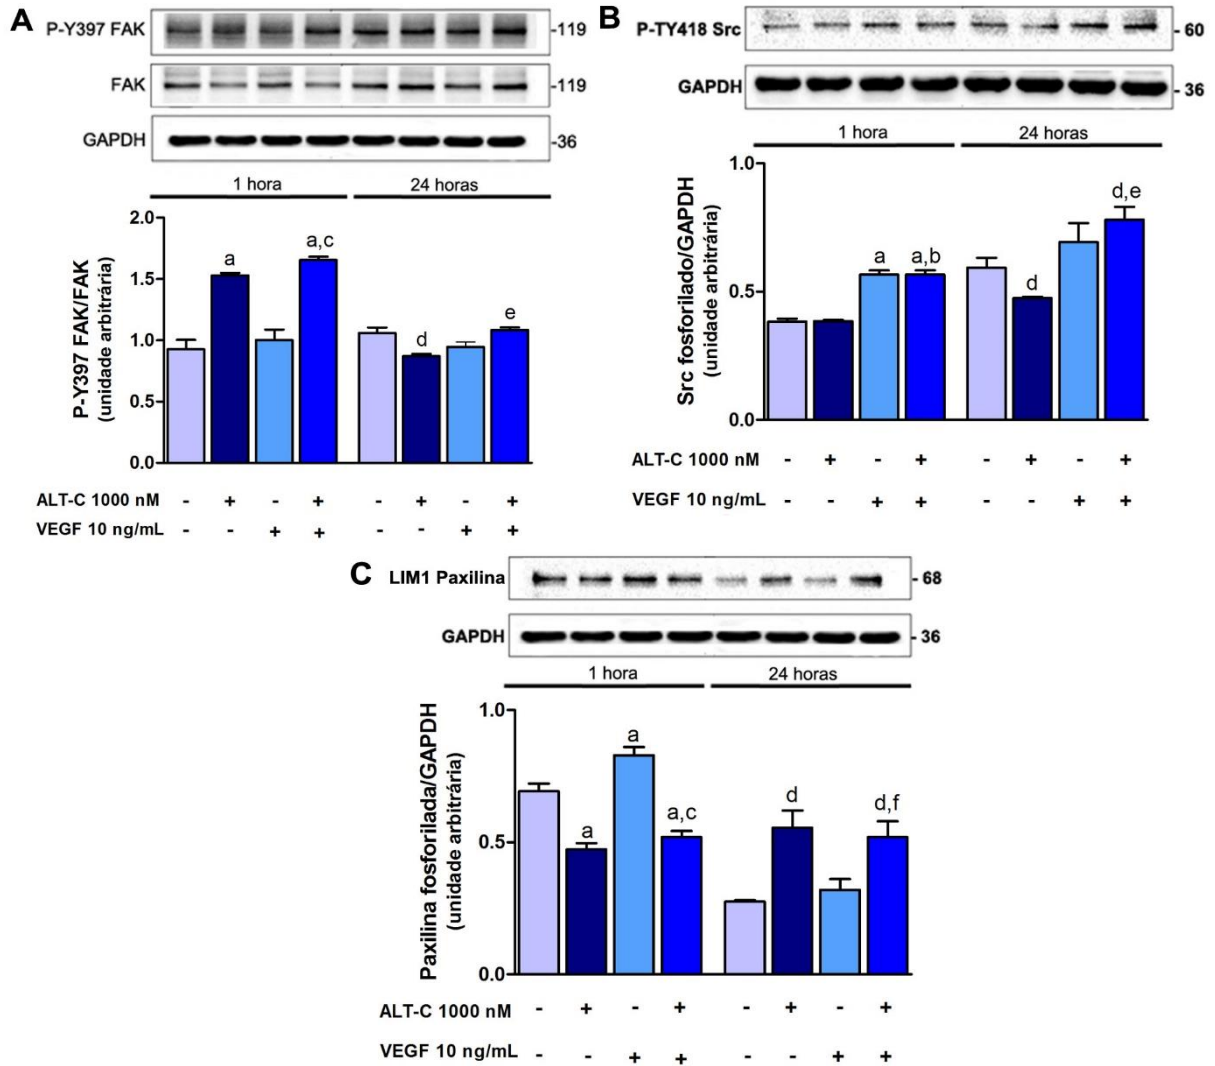 A
P-Y397 FAK
-119
FAK
-119
GAPDH
-36
1 hora 24 horas
P-Y397 FAK/FAK
(unidade arbitrária)
2.0
1.5
1.0
0.5
0.0
a
a,c
d
e
ALT-C 1000 nM - + - + - + - +
VEGF 10 ng/mL - - + + - - + +
B
P-TY418 Src
- 60
GAPDH
- 36
1 hora 24 horas
Src fosforilado/GAPDH
(unidade arbitrária)
1.0
0.5
0.0
a
a,b
d
d,e
ALT-C 1000 nM - + - + - + - +
VEGF 10 ng/mL - - + + - - + +
C
LIM1 Paxilina
- 68
GAPDH
- 36
1 hora 24 horas
Paxilina fosforilada/GAPDH
(unidade arbitrária)
1.0
0.5
0.0
a
a
a,c
d
d,f
ALT-C 1000 nM - + - + - + - +
VEGF 10 ng/mL - - + + - - + +